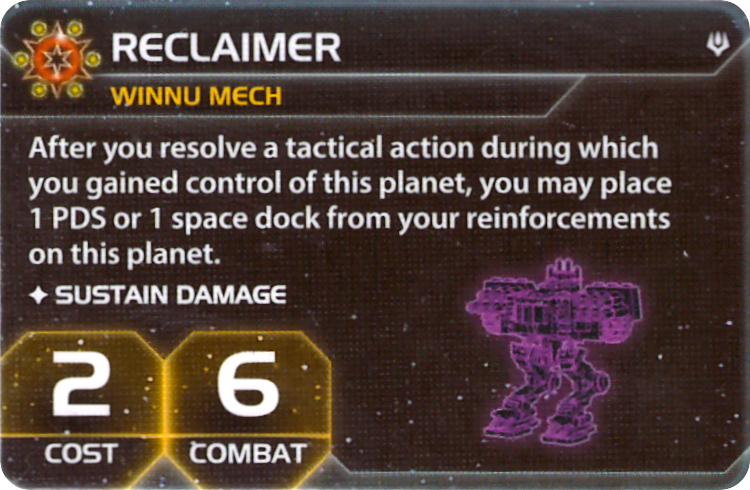 RECLAIMER
WINNU MECH
After you resolve a tactical action during which
you gained control of this planet, you may place
1 PDS or 1 space dock from your reinforcements
on this planet.
✦ SUSTAIN DAMAGE
2 6
COST COMBAT